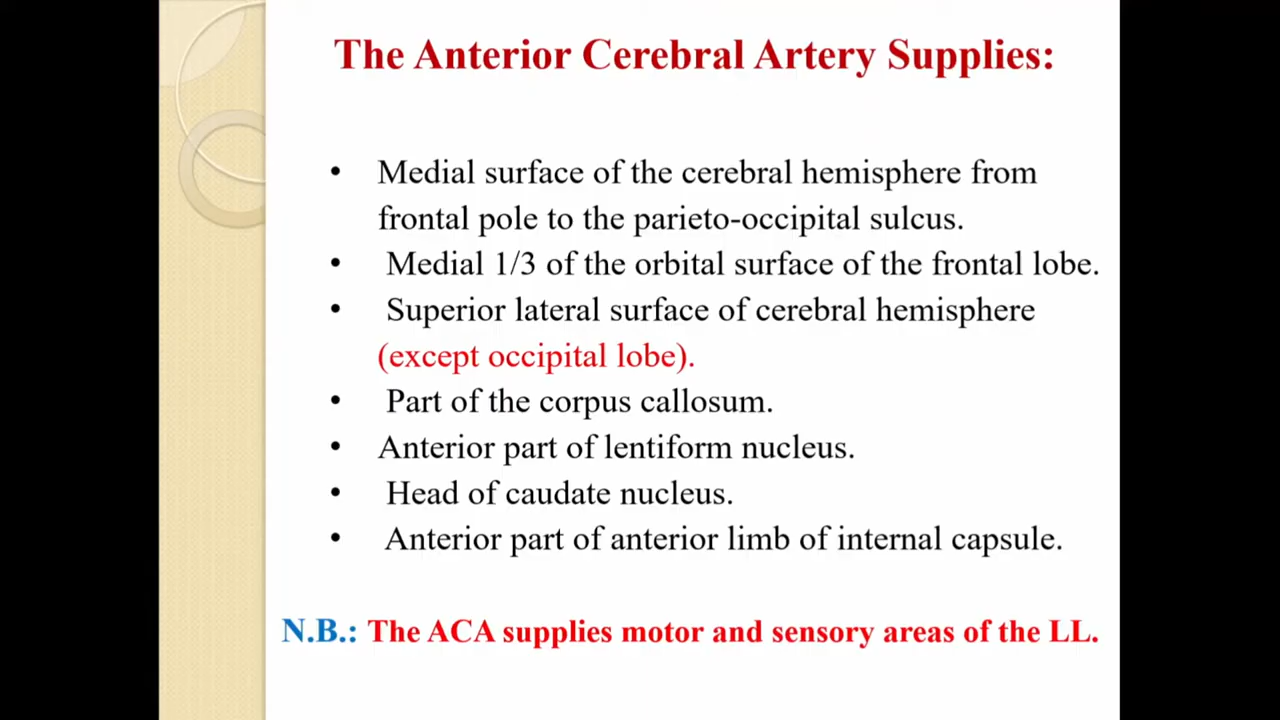 The Anterior Cerebral Artery Supplies:
• Medial surface of the cerebral hemisphere from
frontal pole to the parieto-occipital sulcus.
• Medial 1/3 of the orbital surface of the frontal lobe.
• Superior lateral surface of cerebral hemisphere
(except occipital lobe).
• Part of the corpus callosum.
• Anterior part of lentiform nucleus.
• Head of caudate nucleus.
• Anterior part of anterior limb of internal capsule.
N.B.: The ACA supplies motor and sensory areas of the LL.